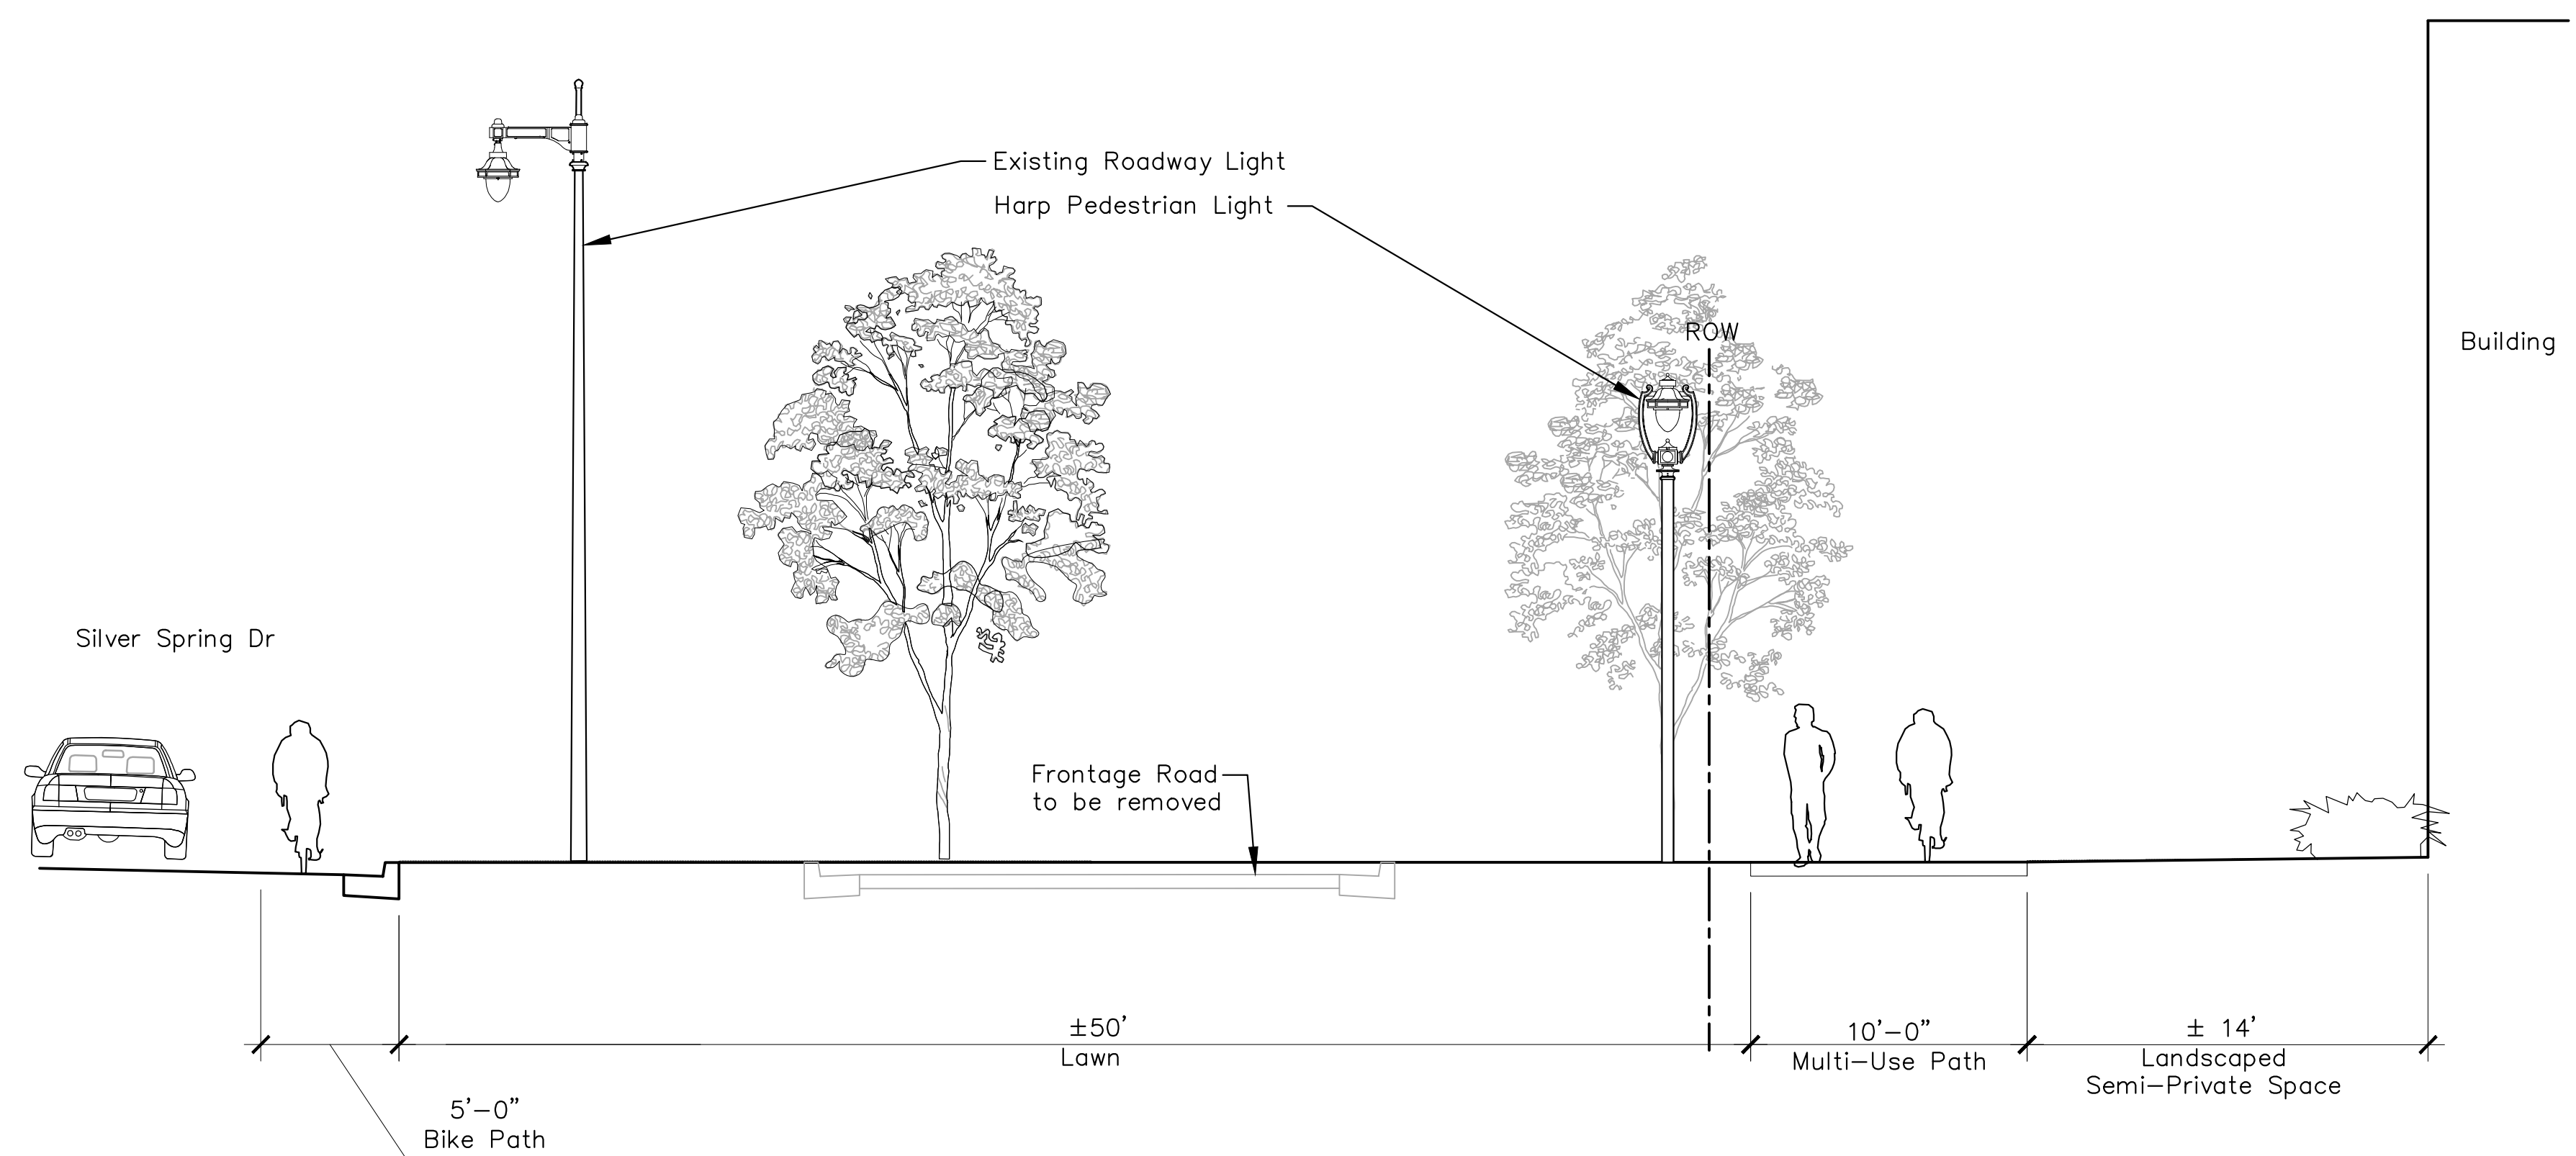 Existing Roadway Light
Harp Pedestrian Light
ROW
Building
Silver Spring Dr
Frontage Road
to be removed
±50'
Lawn
10'-0"
Multi-Use Path
± 14'
Landscaped
Semi-Private Space
5'-0"
Bike Path